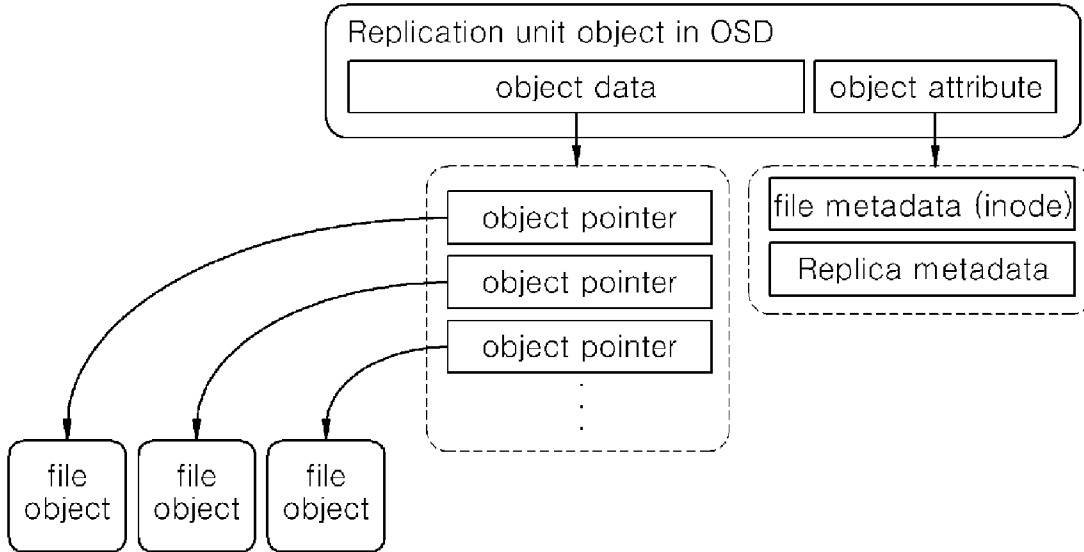 Replication unit object in OSD
object data
object attribute
object pointer
object pointer
object pointer
file metadata (inode)
Replica metadata
file
object
file
object
file
object